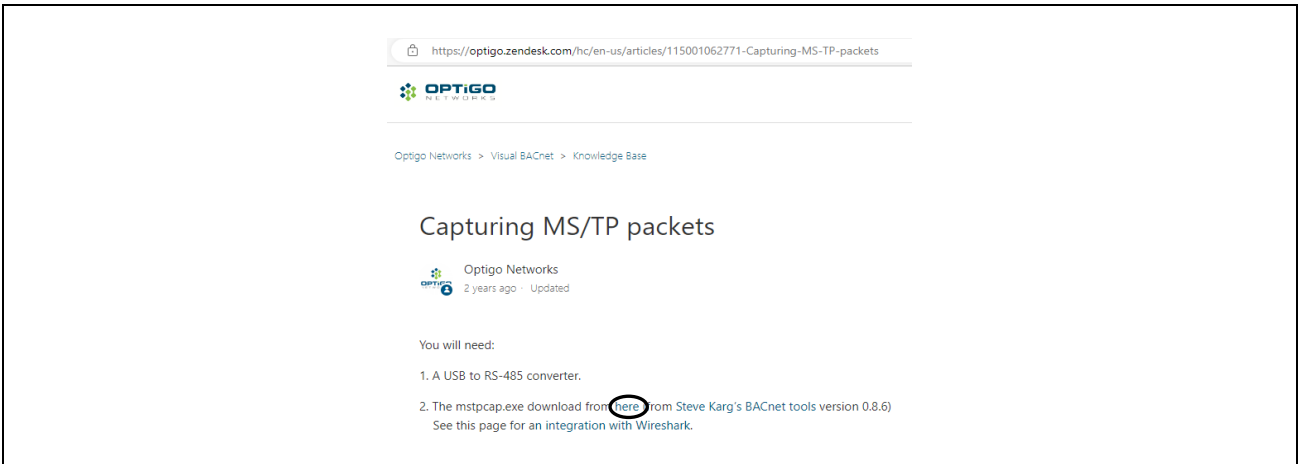 https://optigo.zendesk.com/hc/en-us/articles/115001062771-Capturing-MS-TP-packets
OPTiGO
NETWORKS
Optigo Networks > Visual BACnet > Knowledge Base
Capturing MS/TP packets
Optigo Networks
2 years ago · Updated
You will need:
1. A USB to RS-485 converter.
2. The mstpcap.exe download from here (from Steve Karg's BACnet tools version 0.8.6)
See this page for an integration with Wireshark.